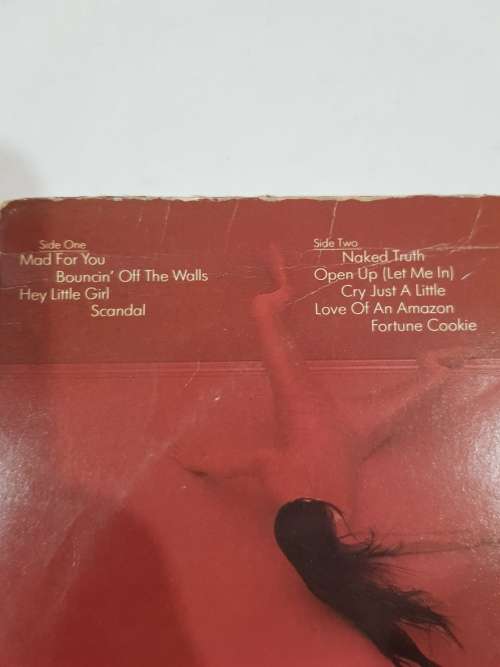 Side One
Mad For You
Bouncin' Off The Walls
Hey Little Girl
Scandal
Side Two
Naked Truth
Open Up (Let Me In)
Cry Just A Little
Love Of An Amazon
Fortune Cookie